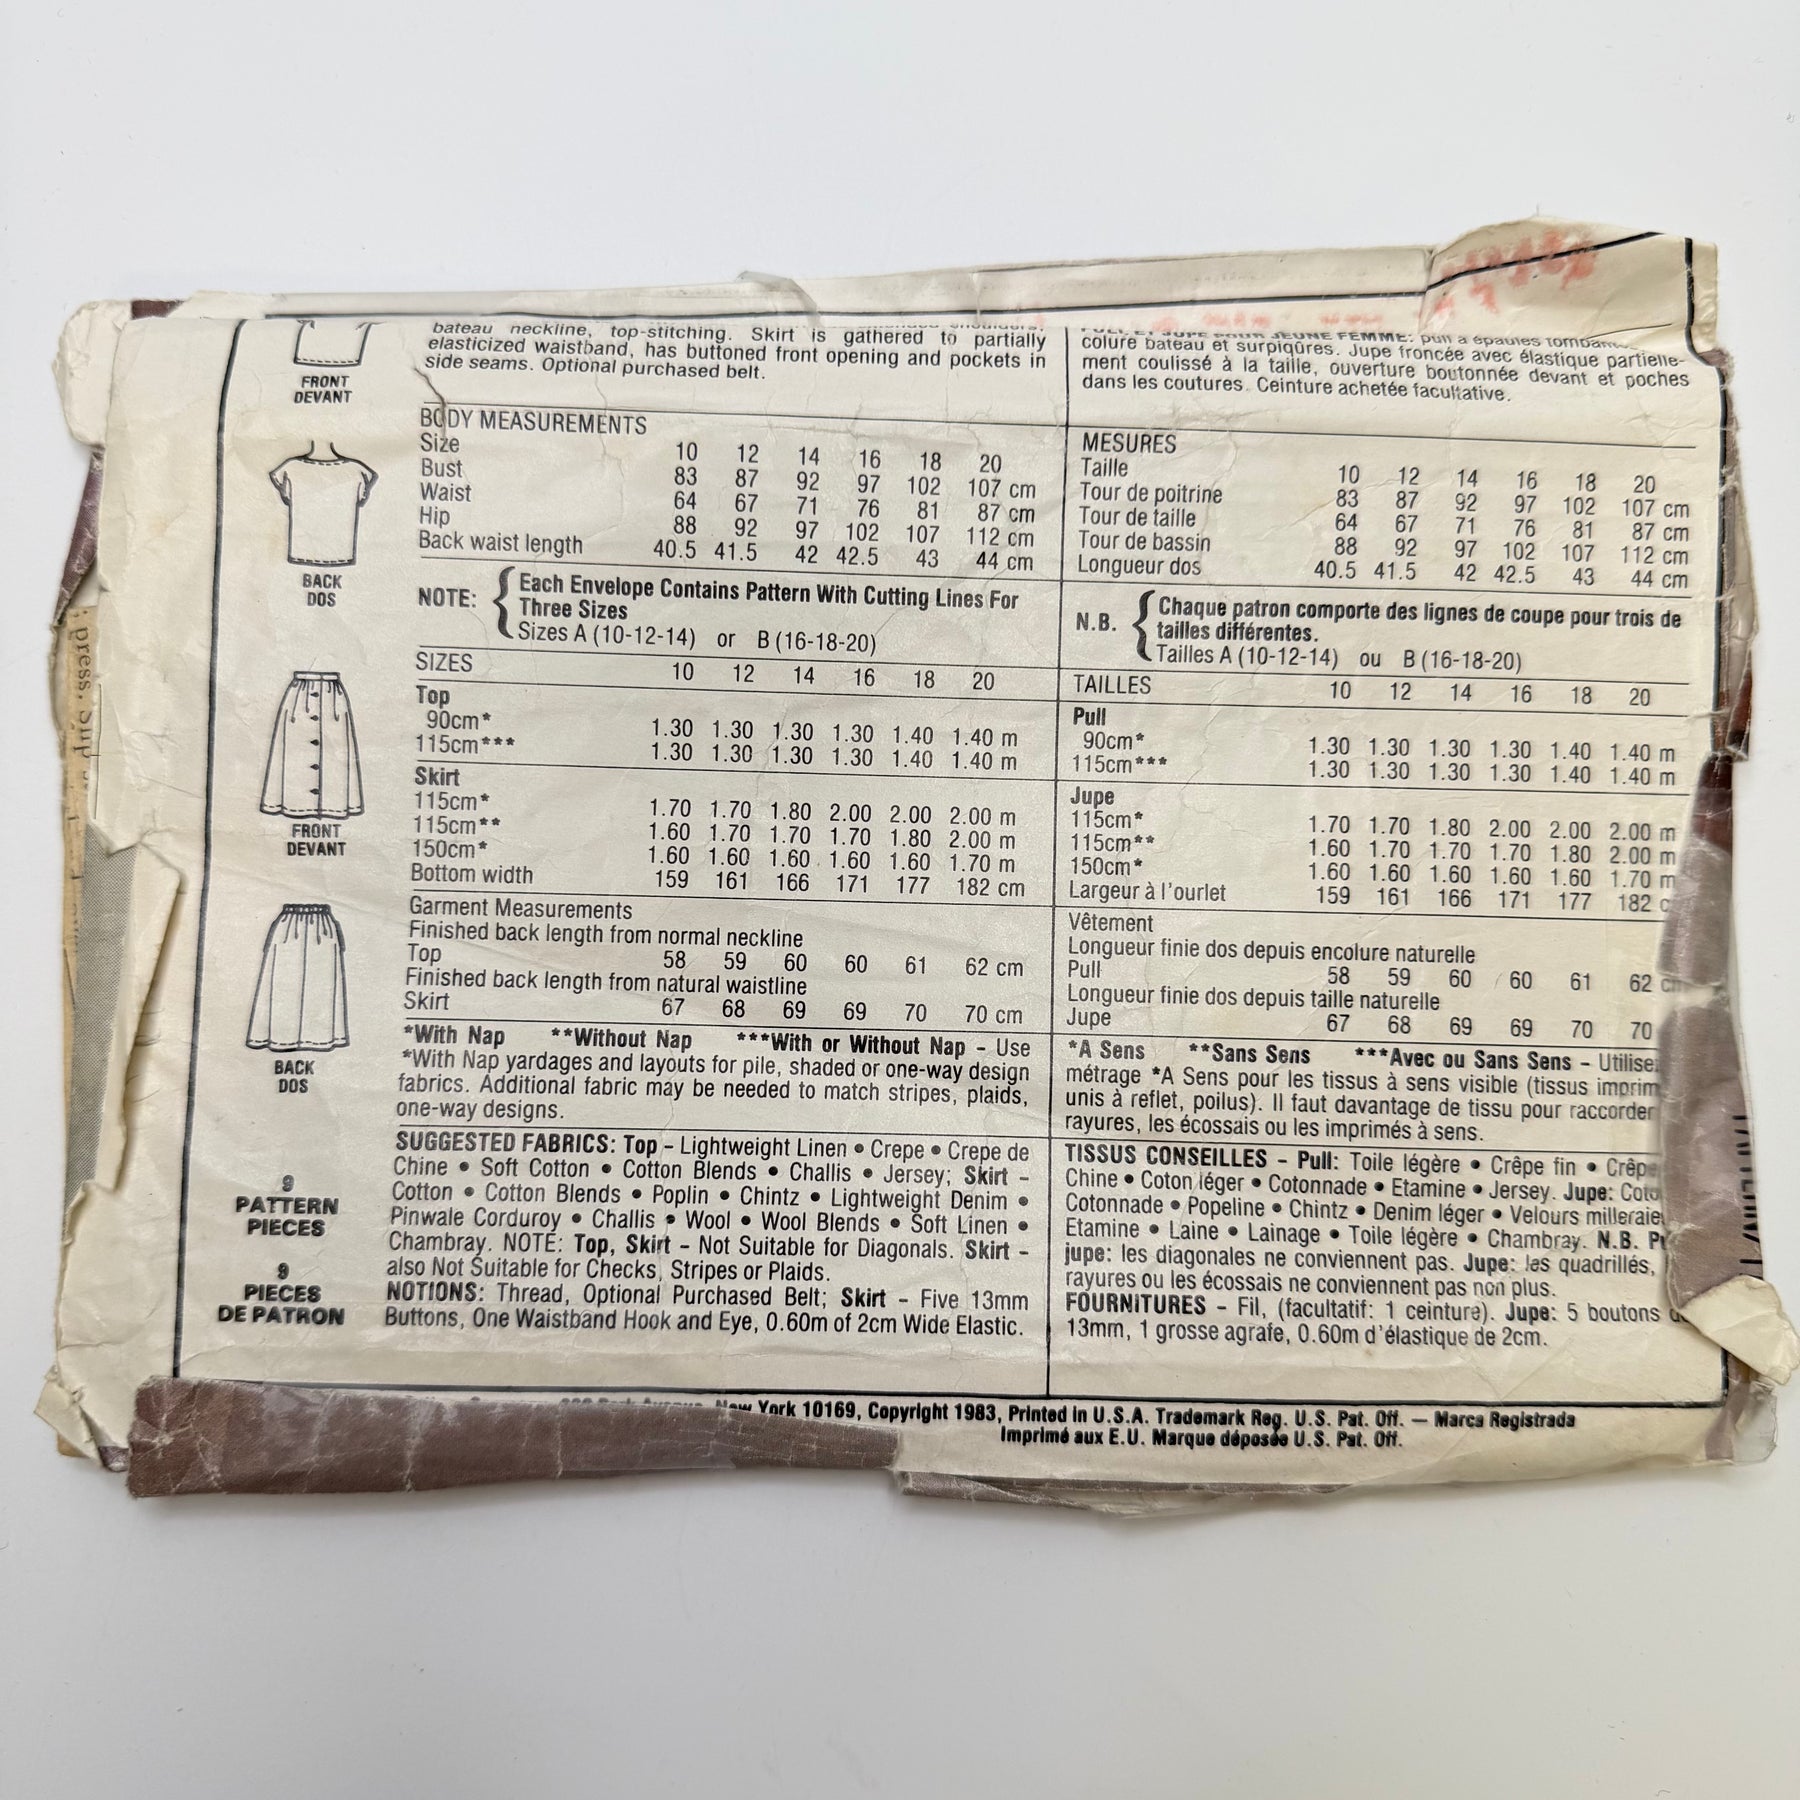 bateau neckline, top-stitching. Skirt is gathered to partially
elasticized waistband, has buttoned front opening and pockets in
side seams. Optional purchased belt.
BODY MEASUREMENTS
Size 10 12 14 16 18 20
Bust 83 87 92 97 102 107 cm
Waist 64 67 71 76 81 87 cm
Hip 88 92 97 102 107 112 cm
Back waist length 40.5 41.5 42 42.5 43 44 cm
NOTE: Each Envelope Contains Pattern With Cutting Lines For
Three Sizes
Sizes A (10-12-14) or B (16-18-20)
SIZES 10 12 14 16 18 20
Top
90cm* 1.30 1.30 1.30 1.30 1.40 1.40 m
115cm*** 1.30 1.30 1.30 1.30 1.40 1.40 m
Skirt
115cm* 1.70 1.70 1.80 2.00 2.00 2.00 m
115cm** 1.60 1.70 1.70 1.70 1.80 2.00 m
150cm* 1.60 1.60 1.60 1.60 1.60 1.70 m
Bottom width 159 161 166 171 177 182 cm
Garment Measurements
Finished back length from normal neckline
Top 58 59 60 60 61 62 cm
Finished back length from natural waistline
Skirt 67 68 69 69 70 70 cm
*With Nap **Without Nap ***With or Without Nap - Use
*With Nap yardages and layouts for pile, shaded or one-way design
fabrics. Additional fabric may be needed to match stripes, plaids,
one-way designs.
SUGGESTED FABRICS: Top - Lightweight Linen • Crepe • Crepe de
Chine • Soft Cotton • Cotton Blends • Challis • Jersey; Skirt -
Cotton • Cotton Blends • Poplin • Chintz • Lightweight Denim •
Pinwale Corduroy • Challis • Wool • Wool Blends • Soft Linen •
Chambray. NOTE: Top, Skirt - Not Suitable for Diagonals. Skirt -
also Not Suitable for Checks, Stripes or Plaids.
NOTIONS: Thread, Optional Purchased Belt; Skirt - Five 13mm
Buttons, One Waistband Hook and Eye, 0.60m of 2cm Wide Elastic.
JEUNE FEMME: pull à épaules
colure bateau et surpiqûres. Jupe froncée avec élastique partielle-
ment coulissé à la taille, ouverture boutonnée devant et poches
dans les coutures. Ceinture achetée facultative.
MESURES
Taille 10 12 14 16 18 20
Tour de poitrine 83 87 92 97 102 107 cm
Tour de taille 64 67 71 76 81 87 cm
Tour de bassin 88 92 97 102 107 112 cm
Longueur dos 40.5 41.5 42 42.5 43 44 cm
N.B. Chaque patron comporte des lignes de coupe pour trois de
tailles différentes.
Tailles A (10-12-14) ou B (16-18-20)
TAILLES 10 12 14 16 18 20
Pull
90cm* 1.30 1.30 1.30 1.30 1.40 1.40 m
115cm*** 1.30 1.30 1.30 1.30 1.40 1.40 m
Jupe
115cm* 1.70 1.70 1.80 2.00 2.00 2.00 m
115cm** 1.60 1.70 1.70 1.70 1.80 2.00 m
150cm* 1.60 1.60 1.60 1.60 1.60 1.70 m
Largeur à l'ourlet 159 161 166 171 177 182
Vêtement
Longueur finie dos depuis encolure naturelle
Pull 58 59 60 60 61 62
Longueur finie dos depuis taille naturelle
Jupe 67 68 69 69 70 70
*A Sens **Sans Sens ***Avec ou Sans Sens -
métrage *A Sens pour les tissus à sens visible (tissus
unis à reflet, poilus). Il faut davantage de tissu pour raccorder
rayures, les écossais ou les imprimés à sens.
TISSUS CONSEILLES - Pull: Toile légère • Crêpe fin •
Chine • Coton léger • Cotonnade • Etamine • Jersey. Jupe:
Cotonnade • Popeline • Chintz • Denim léger • Velours
Etamine • Laine • Lainage • Toile légère • Chambray. N.B.
jupe: les diagonales ne conviennent pas. Jupe: les quadrillés,
rayures ou les écossais ne conviennent pas non plus.
FOURNITURES - Fil, (facultatif: 1 ceinture). Jupe: 5 boutons
13mm, 1 grosse agrafe, 0.60m d'élastique de 2cm.
FRONT
DEVANT
BACK
DOS
FRONT
DEVANT
BACK
DOS
9
PATTERN
PIECES
9
PIECES
DE PATRON
New York 10169, Copyright 1983, Printed in U.S.A. Trademark Reg. U.S. Pat. Off. — Marca Registrada
Imprimé aux E.U. Marque déposée U.S. Pat. Off.
press.